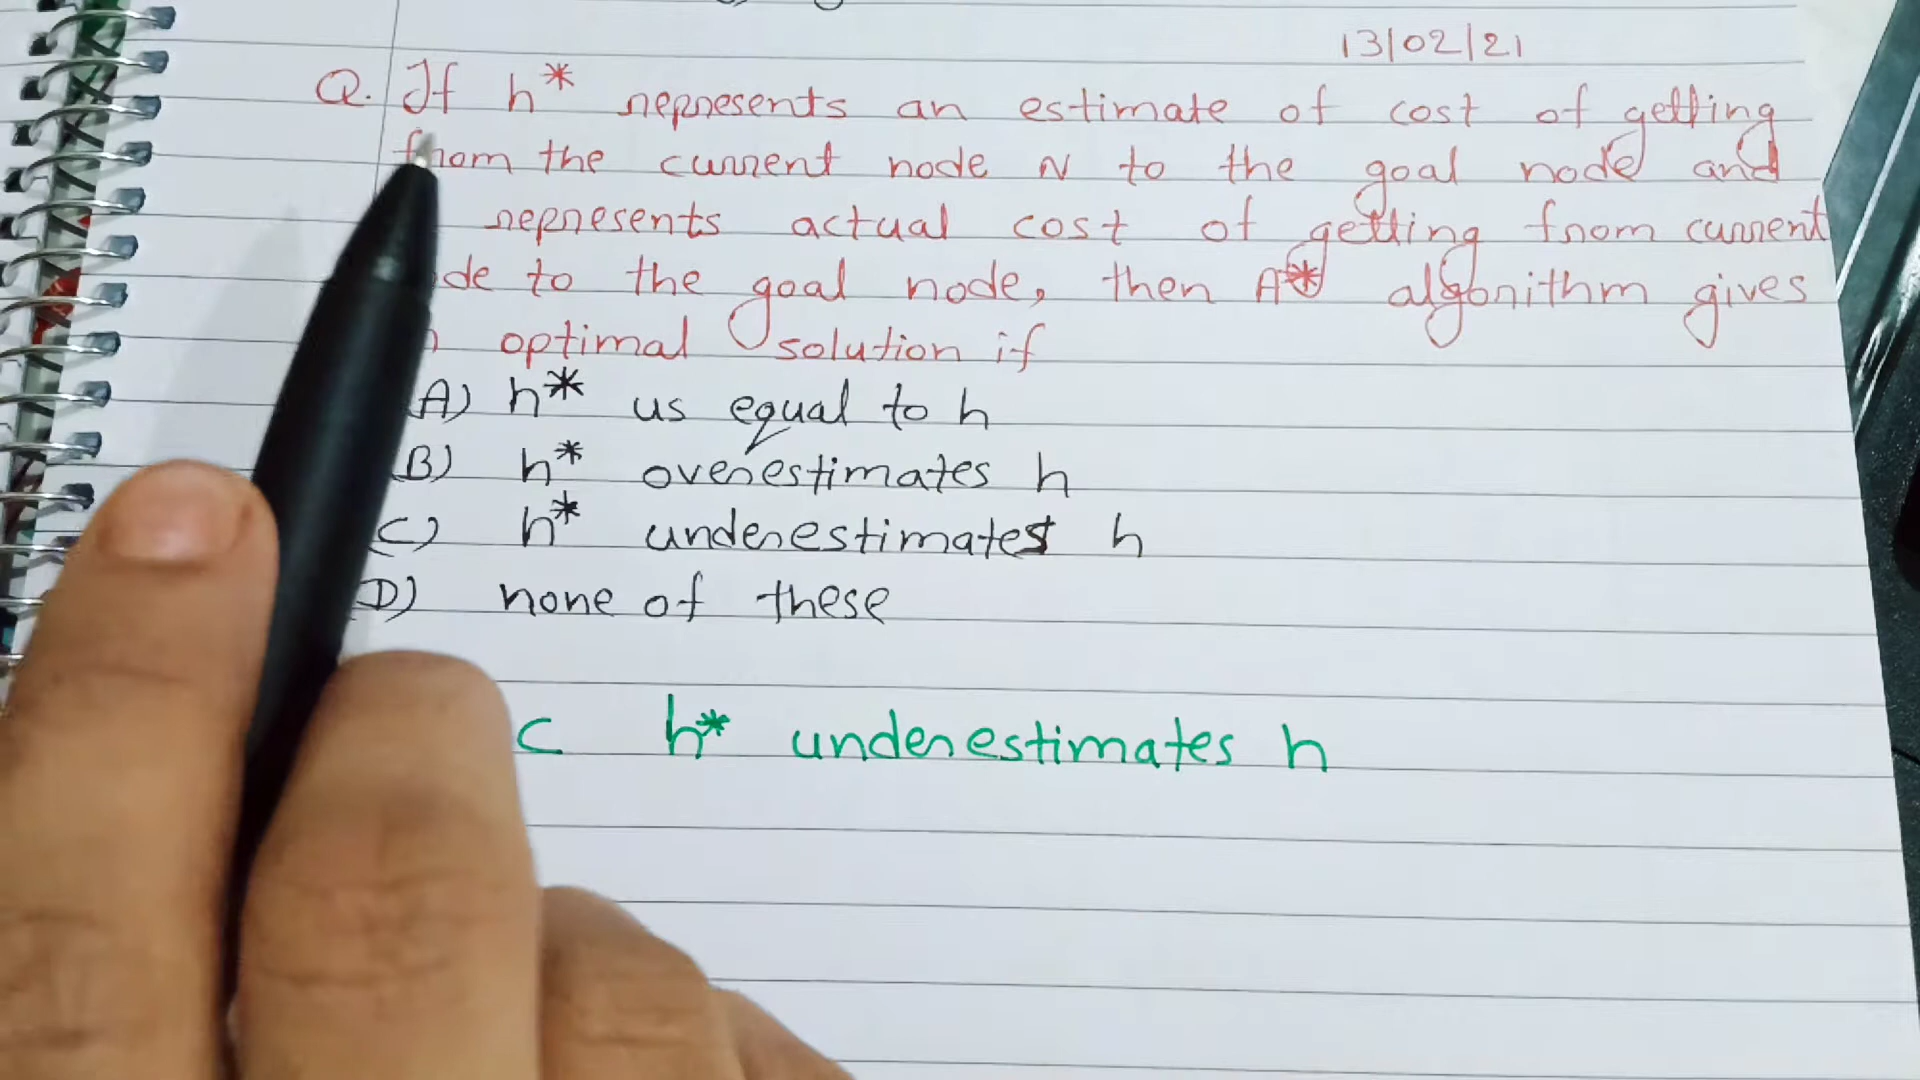 13/02/21
Q. If h* represents an estimate of cost of getting
from the current node N to the goal node and
represents actual cost of getting from current
to the goal node, then A* algorithm gives
optimal solution if
A) h* us equal to h
B) h* overestimates h
C) h* underestimates h
D) none of these
C h* underestimates h